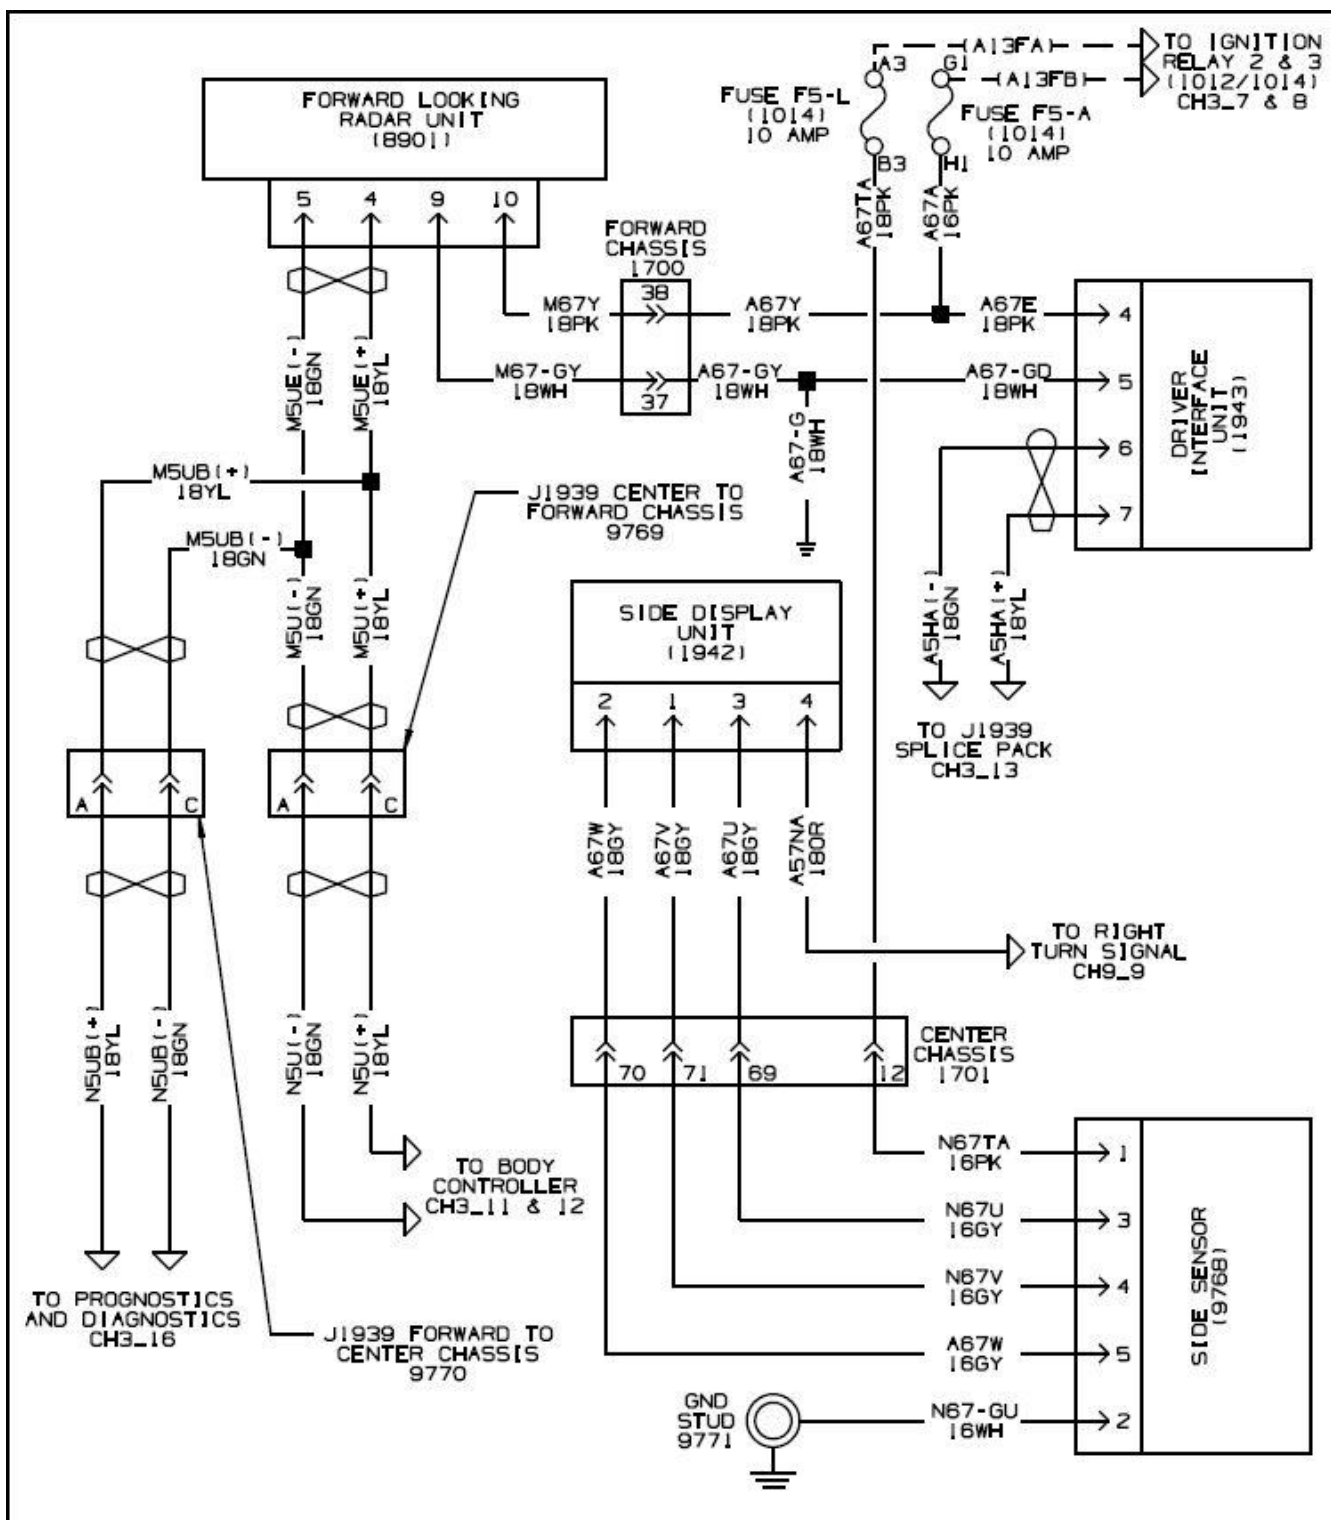 (A13FA)
TO IGNITION
RELAY 2 & 3
(1012/1014)
CH3_7 & 8
A3
G1
(A13FB)
FORWARD LOOKING
RADAR UNIT
(8901)
5
4
9
10
FUSE F5-L
(1014)
10 AMP
FUSE F5-A
(1014)
10 AMP
B3
H1
A67TA
18PK
A67A
16PK
FORWARD
CHASSIS
1700
38
37
M67Y
18PK
A67Y
18PK
A67E
18PK
M67-GY
18WH
A67-GY
18WH
A67-GD
18WH
A67-G
18WH
4
5
6
7
DRIVER
INTERFACE
UNIT
(1943)
M5UE(-)
18GN
M5UE(+)
18YL
M5UB(+)
18YL
M5UB(-)
18GN
J1939 CENTER TO
FORWARD CHASSIS
9769
M5U(-)
18GN
M5U(+)
18YL
A5HA(-)
18GN
A5HA(+)
18YL
TO J1939
SPLICE PACK
CH3_13
SIDE DISPLAY
UNIT
(1942)
2
1
3
4
A
C
A
C
A67W
18GY
A67V
18GY
A67U
18GY
A57NA
18OR
TO RIGHT
TURN SIGNAL
CH9_9
CENTER
CHASSIS
1701
70
71
69
12
N5UB(+)
18YL
N5UB(-)
18GN
N5U(-)
18GN
N5U(+)
18YL
TO BODY
CONTROLLER
CH3_11 & 12
TO PROGNOSTICS
AND DIAGNOSTICS
CH3_16
J1939 FORWARD TO
CENTER CHASSIS
9770
N67TA
16PK
N67U
16GY
N67V
16GY
A67W
16GY
N67-GU
16WH
1
3
4
5
2
SIDE SENSOR
(9768)
GND
STUD
9771